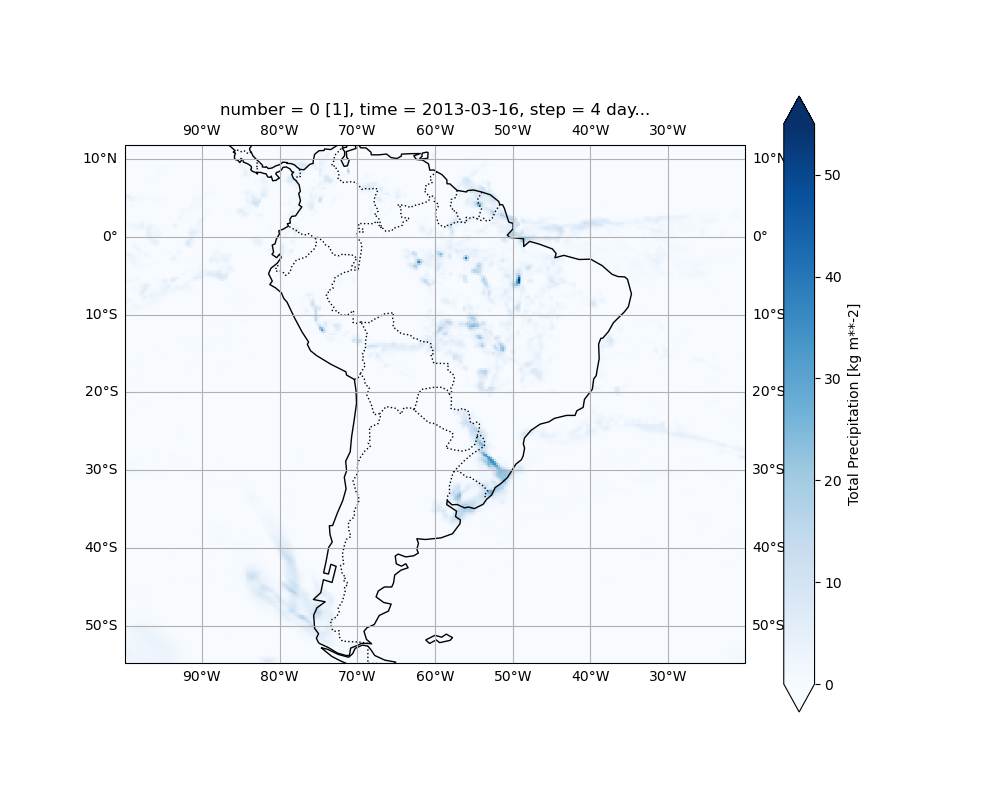 number = 0 [1], time = 2013-03-16, step = 4 day...
90°W 80°W 70°W 60°W 50°W 40°W 30°W
10°N 10°N
0° 0°
10°S 10°S
20°S 20°S
30°S 30°S
40°S 40°S
50°S 50°S
90°W 80°W 70°W 60°W 50°W 40°W 30°W
50
40
30
20
10
0
Total Precipitation [kg m**-2]